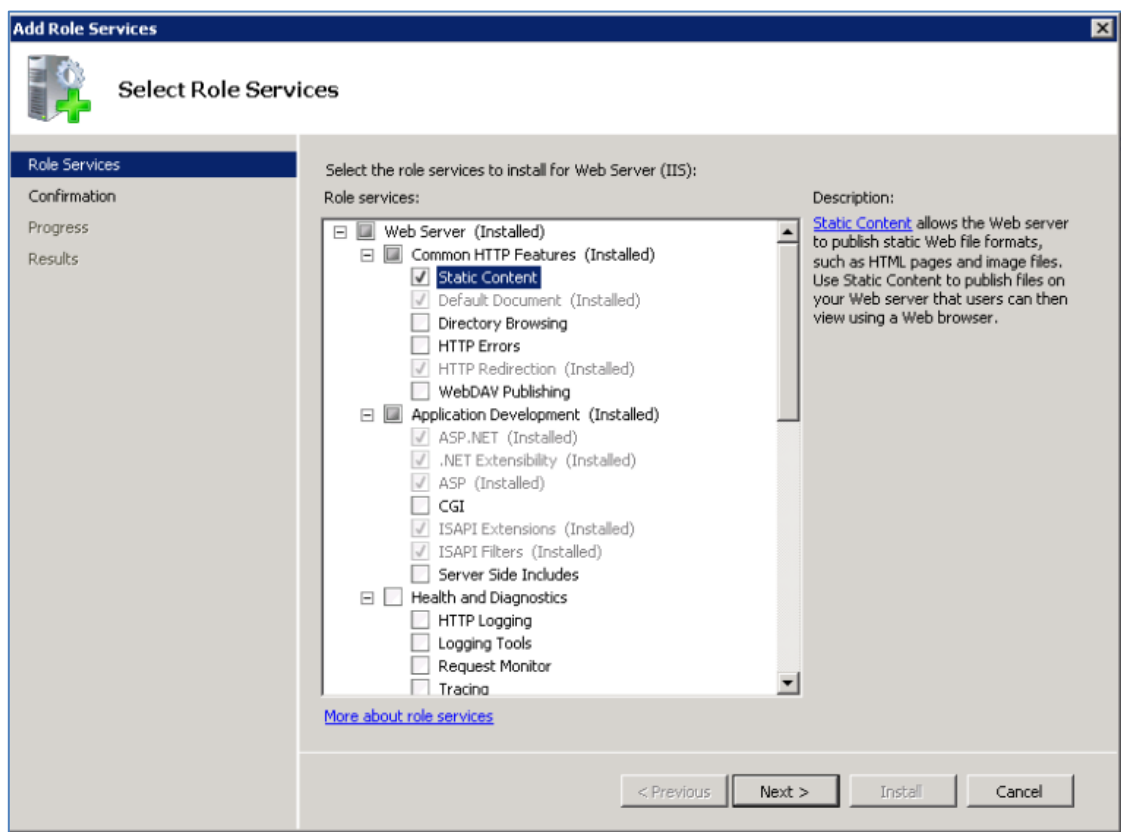 Add Role Services
Select Role Services
Role Services
Confirmation
Progress
Results
Select the role services to install for Web Server (IIS):
Role services:
Web Server (Installed)
Common HTTP Features (Installed)
Static Content
Default Document (Installed)
Directory Browsing
HTTP Errors
HTTP Redirection (Installed)
WebDAV Publishing
Application Development (Installed)
ASP.NET (Installed)
.NET Extensibility (Installed)
ASP (Installed)
CGI
ISAPI Extensions (Installed)
ISAPI Filters (Installed)
Server Side Includes
Health and Diagnostics
HTTP Logging
Logging Tools
Request Monitor
Tracing
More about role services
Description:
Static Content allows the Web server
to publish static Web file formats,
such as HTML pages and image files.
Use Static Content to publish files on
your Web server that users can then
view using a Web browser.
< Previous
Next >
Install
Cancel